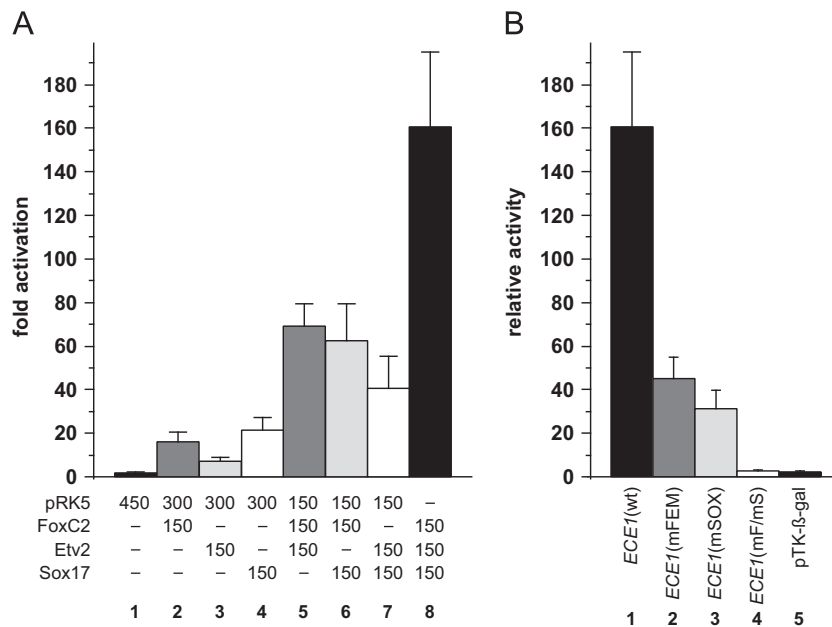 A
fold activation
180
160
140
120
100
80
60
40
20
0
pRK5 450 300 300 300 150 150 150 –
FoxC2 – 150 – – 150 150 – 150
Etv2 – – 150 – 150 – 150 150
Sox17 – – – 150 – 150 150 150
1 2 3 4 5 6 7 8
B
relative activity
180
160
140
120
100
80
60
40
20
0
ECE1(wt)
ECE1(mFEM)
ECE1(mSOX)
ECE1(mF/mS)
pTK-ß-gal
1 2 3 4 5